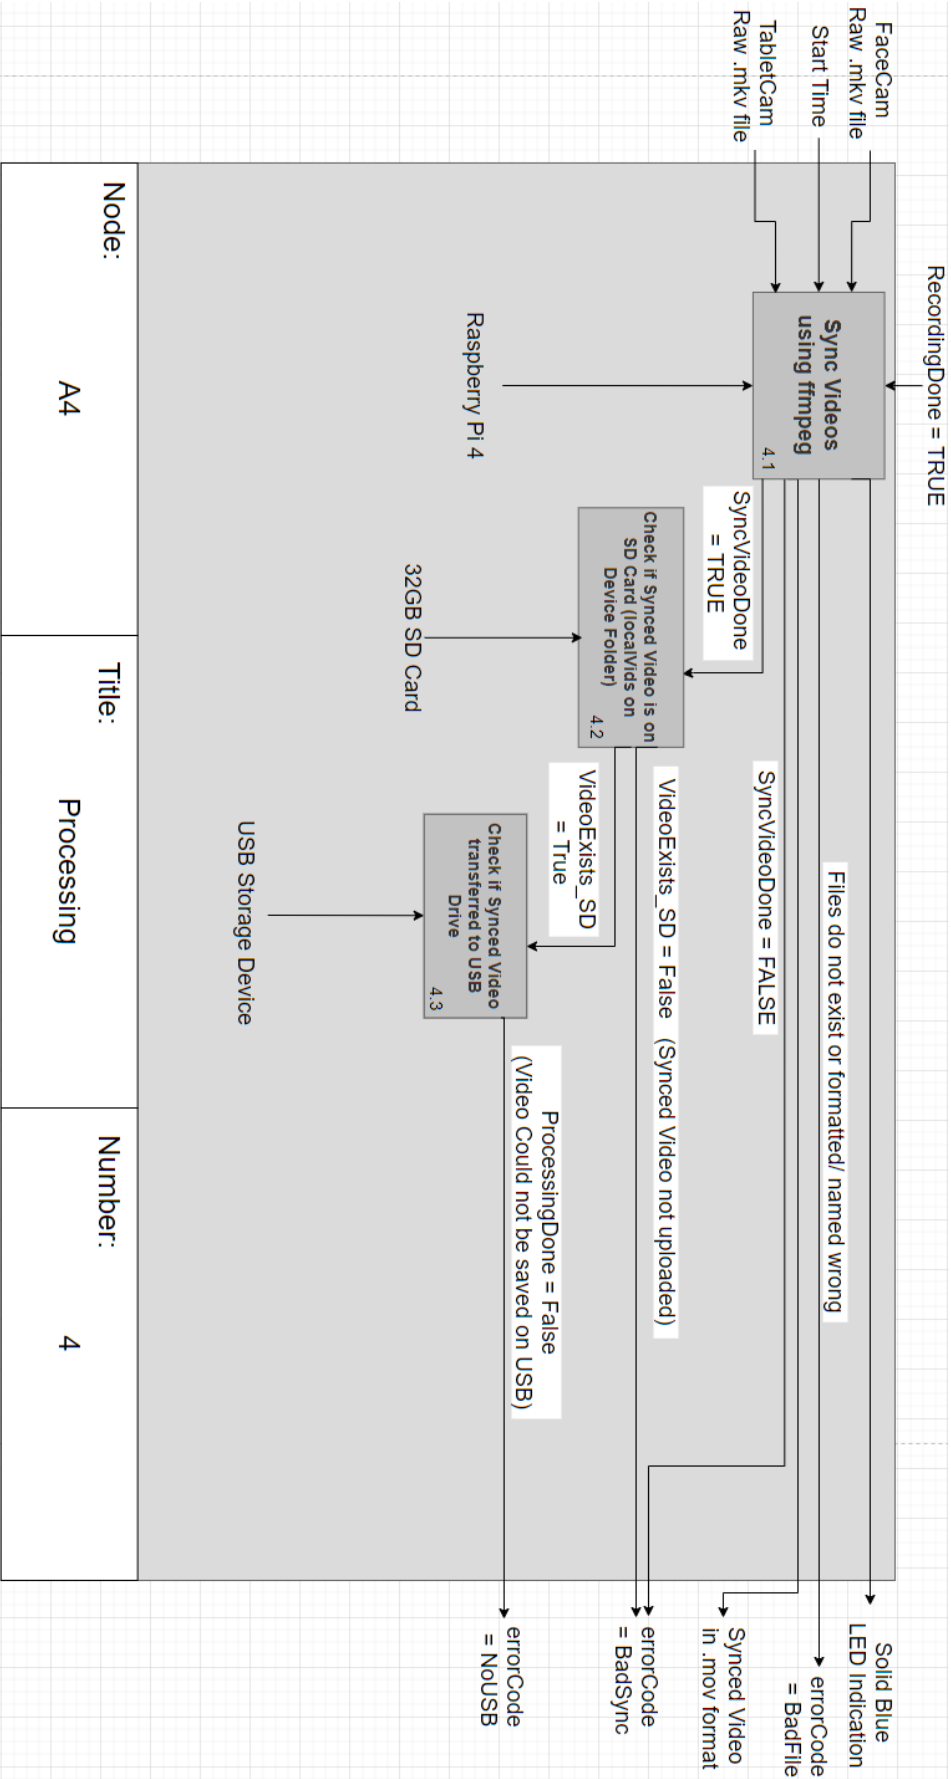 RecordingDone = TRUE
FaceCam
Raw .mkv file
Start Time
TabletCam
Raw .mkv file
Sync Videos
using ffmpeg
4.1
Raspberry Pi 4
SyncVideoDone
= TRUE
Check if Synced Video is on
SD Card (localVids on
Device Folder)
4.2
32GB SD Card
Files do not exist or formatted/ named wrong
SyncVideoDone = FALSE
VideoExists_SD = False (Synced Video not uploaded)
VideoExists_SD
= True
Check if Synced Video
transferred to USB
Drive
4.3
USB Storage Device
ProcessingDone = False
(Video Could not be saved on USB)
Solid Blue
LED Indication
errorCode
= BadFile
Synced Video
in .mov format
errorCode
= BadSync
errorCode
= NoUSB
Node:
A4
Title:
Processing
Number:
4